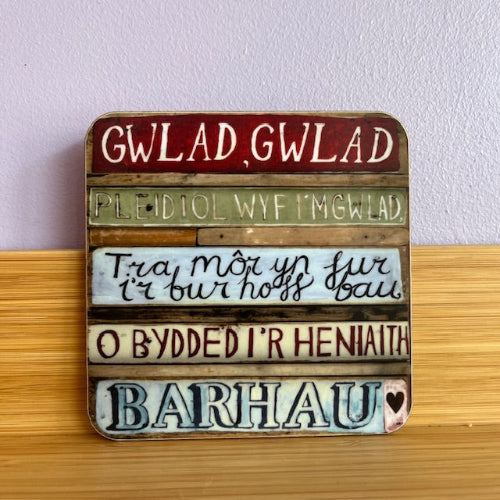 GWLAD, GWLAD
PLEIDIOL WYF I'M GWLAD,
Tra môr yn fur
i'r bur hoff bau
O BYDDED I'R HENIAITH
BARHAU